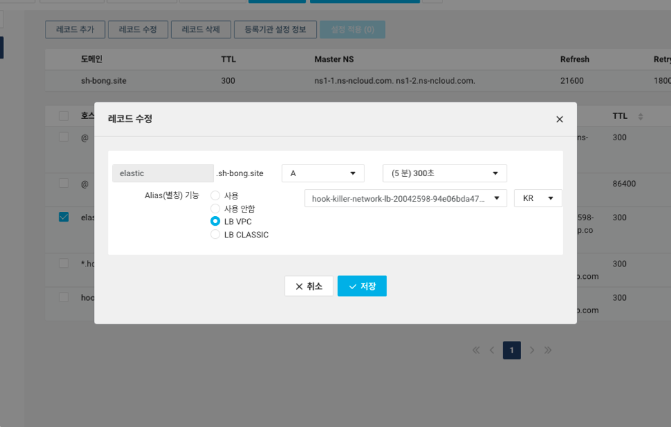 레코드 추가 레코드 수정 레코드 삭제 등록기관 설정 정보 설정 적용 (0)
도메인 TTL Master NS Refresh Retry
sh-bong.site 300 ns1-1.ns-ncloud.com. ns1-2.ns-ncloud.com. 21600 1800
호스 TTL
@ ns- 300
@ 86400
elas 598- 300
p.co
*.ho 300
p.com
hoo 300
p.com
레코드 수정
elastic .sh-bong.site A (5 분) 300초
Alias(별칭) 기능 사용 hook-killer-network-lb-20042598-94e06bda47... KR
사용 안함
LB VPC
LB CLASSIC
취소 저장
1